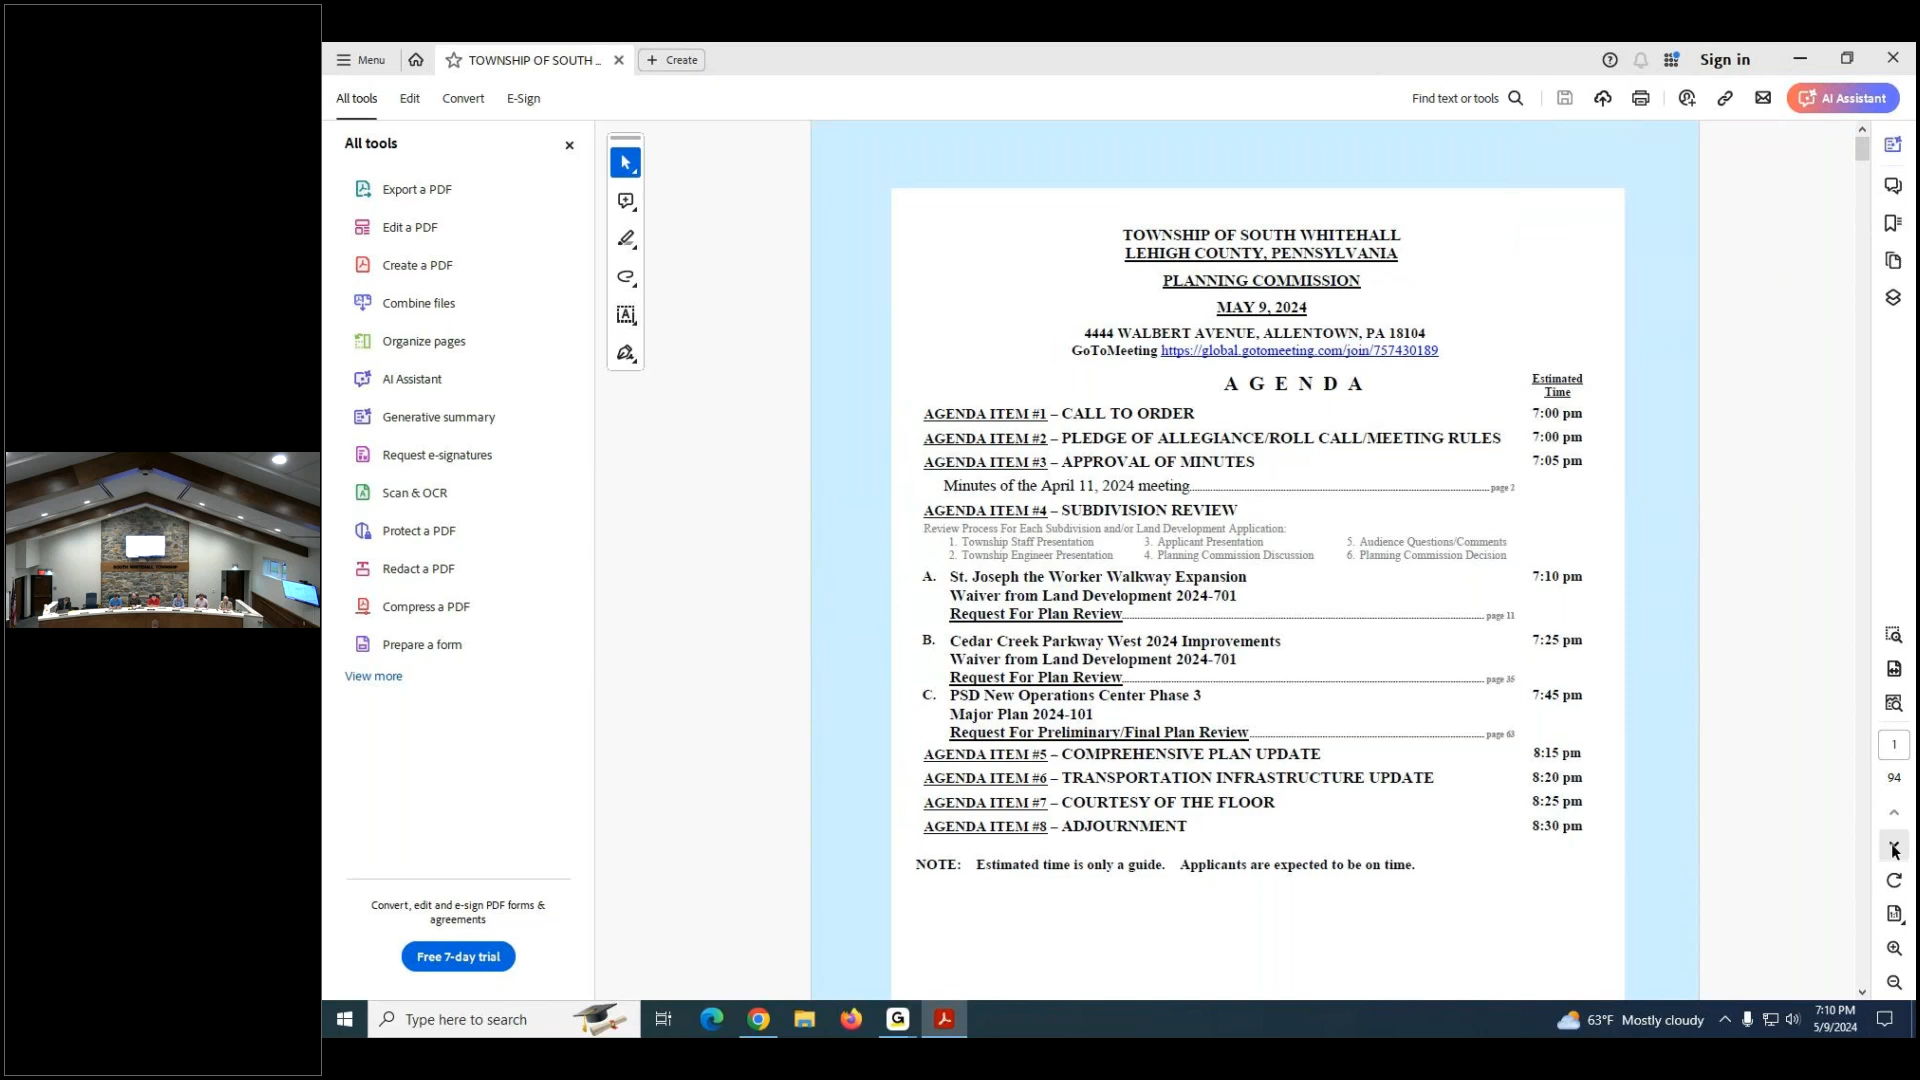 Menu
TOWNSHIP OF SOUTH ...
Create
Sign in
All tools
Edit
Convert
E-Sign
Find text or tools
AI Assistant
All tools
Export a PDF
Edit a PDF
Create a PDF
Combine files
Organize pages
AI Assistant
Generative summary
Request e-signatures
Scan & OCR
Protect a PDF
Redact a PDF
Compress a PDF
Prepare a form
View more
Convert, edit and e-sign PDF forms & agreements
Free 7-day trial
TOWNSHIP OF SOUTH WHITEHALL
LEHIGH COUNTY, PENNSYLVANIA
PLANNING COMMISSION
MAY 9, 2024
4444 WALBERT AVENUE, ALLENTOWN, PA 18104
GoToMeeting https://global.gotomeeting.com/join/757430189
A G E N D A
Estimated Time
AGENDA ITEM #1 – CALL TO ORDER 7:00 pm
AGENDA ITEM #2 – PLEDGE OF ALLEGIANCE/ROLL CALL/MEETING RULES 7:00 pm
AGENDA ITEM #3 – APPROVAL OF MINUTES 7:05 pm
Minutes of the April 11, 2024 meeting page 2
AGENDA ITEM #4 – SUBDIVISION REVIEW
Review Process For Each Subdivision and/or Land Development Application:
1. Township Staff Presentation 3. Applicant Presentation 5. Audience Questions/Comments
2. Township Engineer Presentation 4. Planning Commission Discussion 6. Planning Commission Decision
A. St. Joseph the Worker Walkway Expansion 7:10 pm
Waiver from Land Development 2024-701
Request For Plan Review page 11
B. Cedar Creek Parkway West 2024 Improvements 7:25 pm
Waiver from Land Development 2024-701
Request For Plan Review page 35
C. PSD New Operations Center Phase 3 7:45 pm
Major Plan 2024-101
Request For Preliminary/Final Plan Review page 63
AGENDA ITEM #5 – COMPREHENSIVE PLAN UPDATE 8:15 pm
AGENDA ITEM #6 – TRANSPORTATION INFRASTRUCTURE UPDATE 8:20 pm
AGENDA ITEM #7 – COURTESY OF THE FLOOR 8:25 pm
AGENDA ITEM #8 – ADJOURNMENT 8:30 pm
NOTE: Estimated time is only a guide. Applicants are expected to be on time.
1
94
SOUTH WHITEHALL TOWNSHIP
Type here to search
63°F Mostly cloudy
7:10 PM
5/9/2024